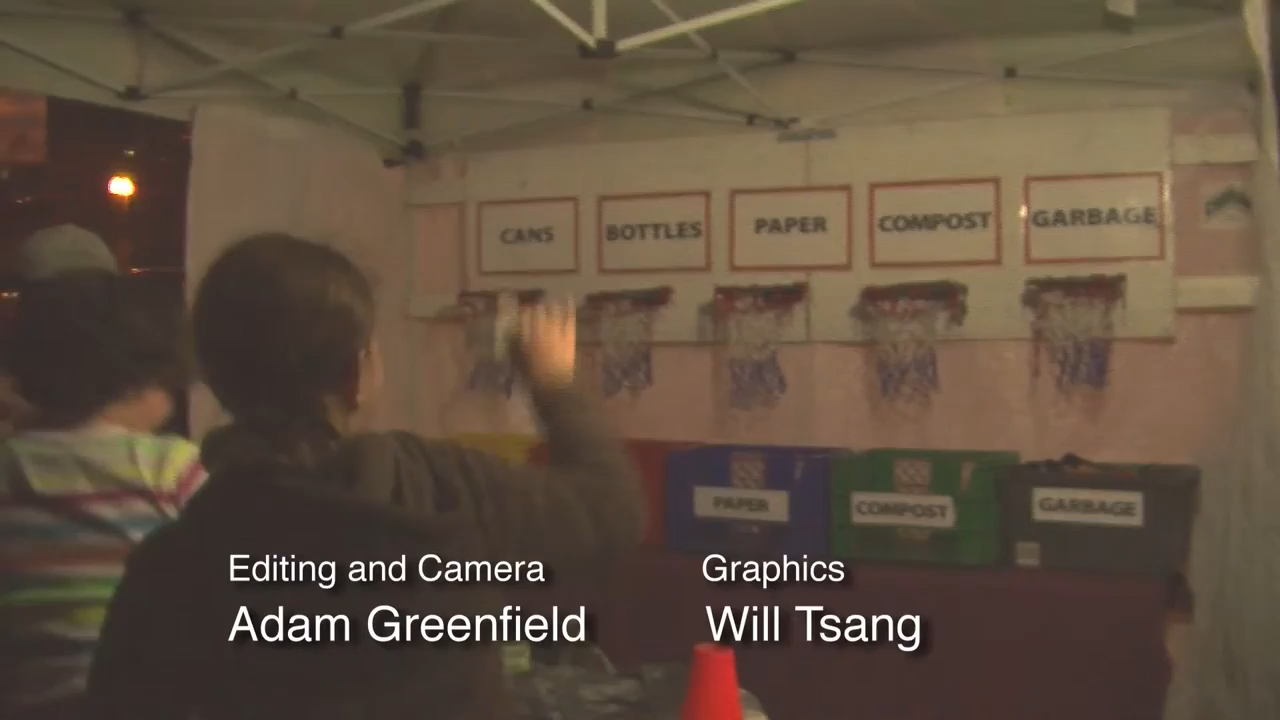 CANS
BOTTLES
PAPER
COMPOST
GARBAGE
PAPER
COMPOST
GARBAGE
Editing and Camera
Adam Greenfield
Graphics
Will Tsang